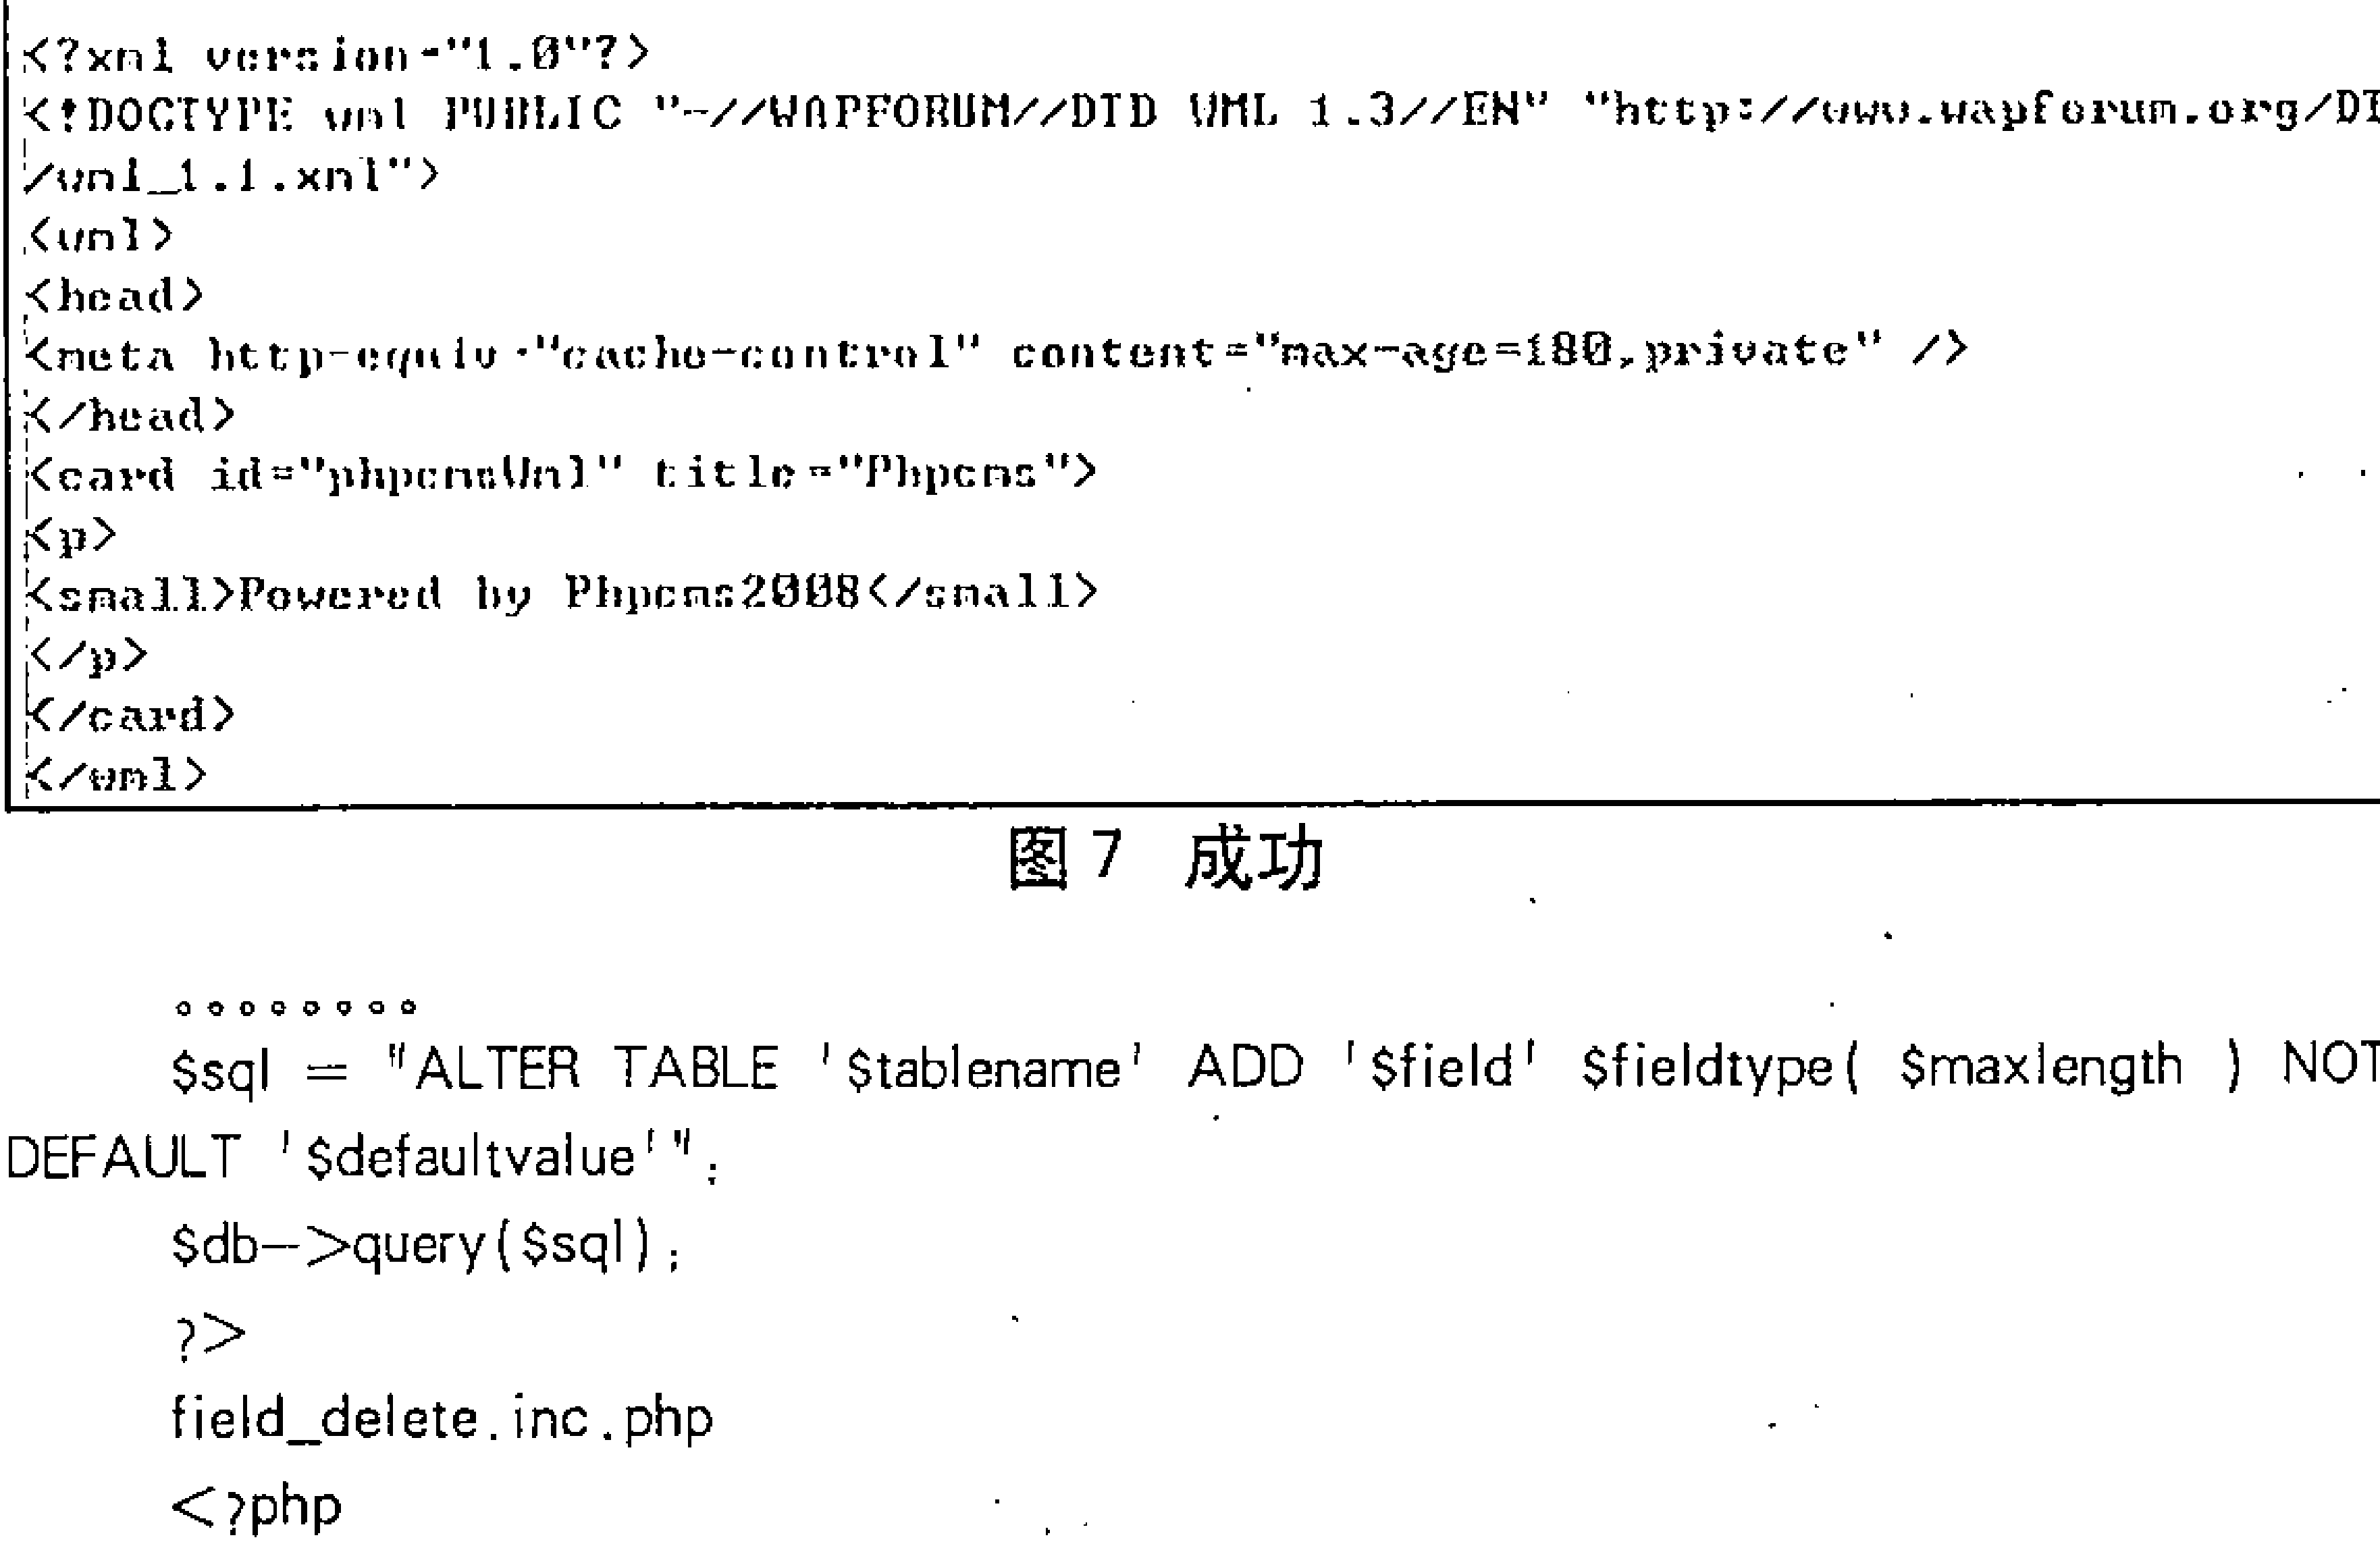 <?xml version="1.0"?>
<!DOCTYPE wml PUBLIC "-//WAPFORUM//DTD WML 1.3//EN" "http://www.wapforum.org/DT
/wml_1.1.xml">
<wml>
<head>
<meta http-equiv="cache-control" content="max-age=180,private" />
</head>
<card id="phpcmsWml" title="Phpcms">
<p>
<small>Powered by Phpcms2008</small>
</p>
</card>
</wml>
图7 成功
。。。。。。。。
$sql = "ALTER TABLE '$tablename' ADD '$field' $fieldtype( $maxlength ) NOT
DEFAULT '$defaultvalue'";
$db->query($sql);
?>
field_delete.inc.php
<?php